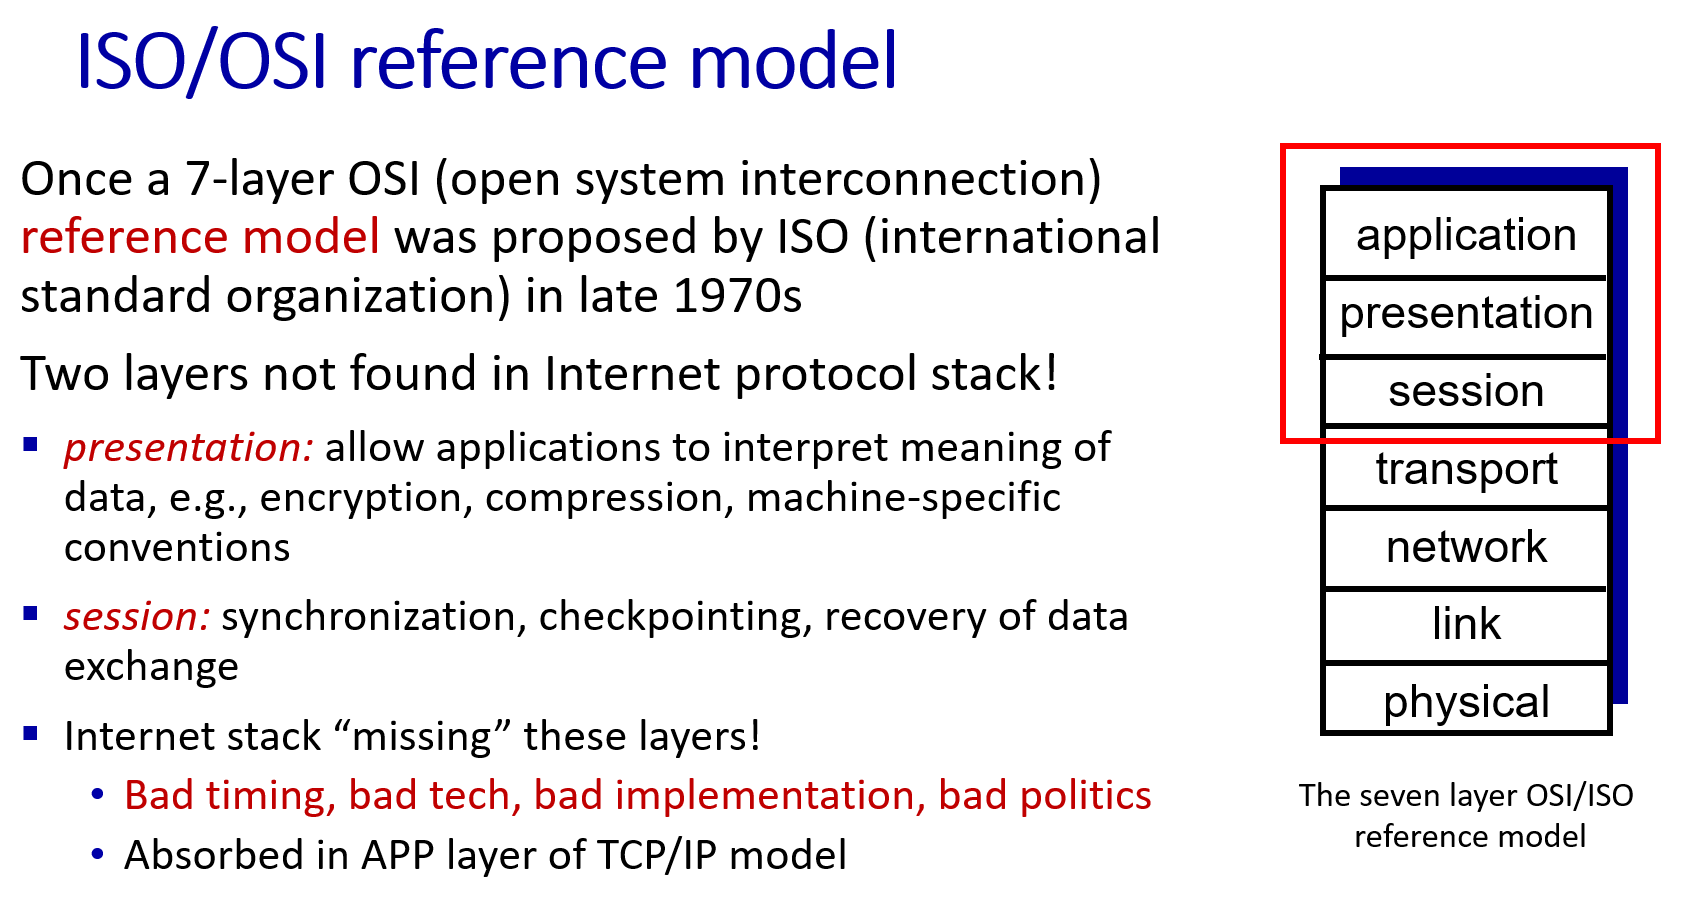 ISO/OSI reference model
Once a 7-layer OSI (open system interconnection)
reference model was proposed by ISO (international
standard organization) in late 1970s
Two layers not found in Internet protocol stack!
▪ presentation: allow applications to interpret meaning of
data, e.g., encryption, compression, machine-specific
conventions
▪ session: synchronization, checkpointing, recovery of data
exchange
▪ Internet stack “missing” these layers!
• Bad timing, bad tech, bad implementation, bad politics
• Absorbed in APP layer of TCP/IP model
application
presentation
session
transport
network
link
physical
The seven layer OSI/ISO
reference model